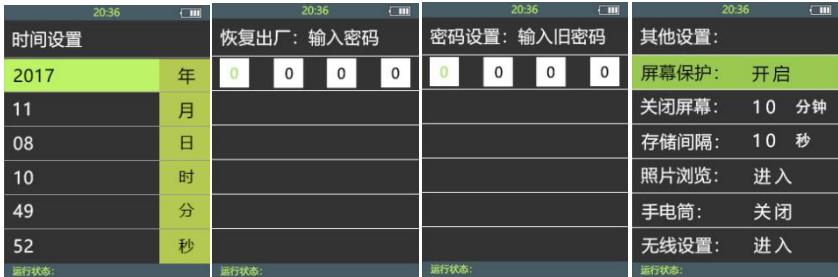 20:36
时间设置
2017 年
11 月
08 日
10 时
49 分
52 秒
运行状态:
20:36
恢复出厂：输入密码
0 0 0 0
运行状态:
20:36
密码设置：输入旧密码
0 0 0 0
运行状态:
20:36
其他设置：
屏幕保护： 开启
关闭屏幕： 10 分钟
存储间隔： 10 秒
照片浏览： 进入
手电筒： 关闭
无线设置： 进入
运行状态: